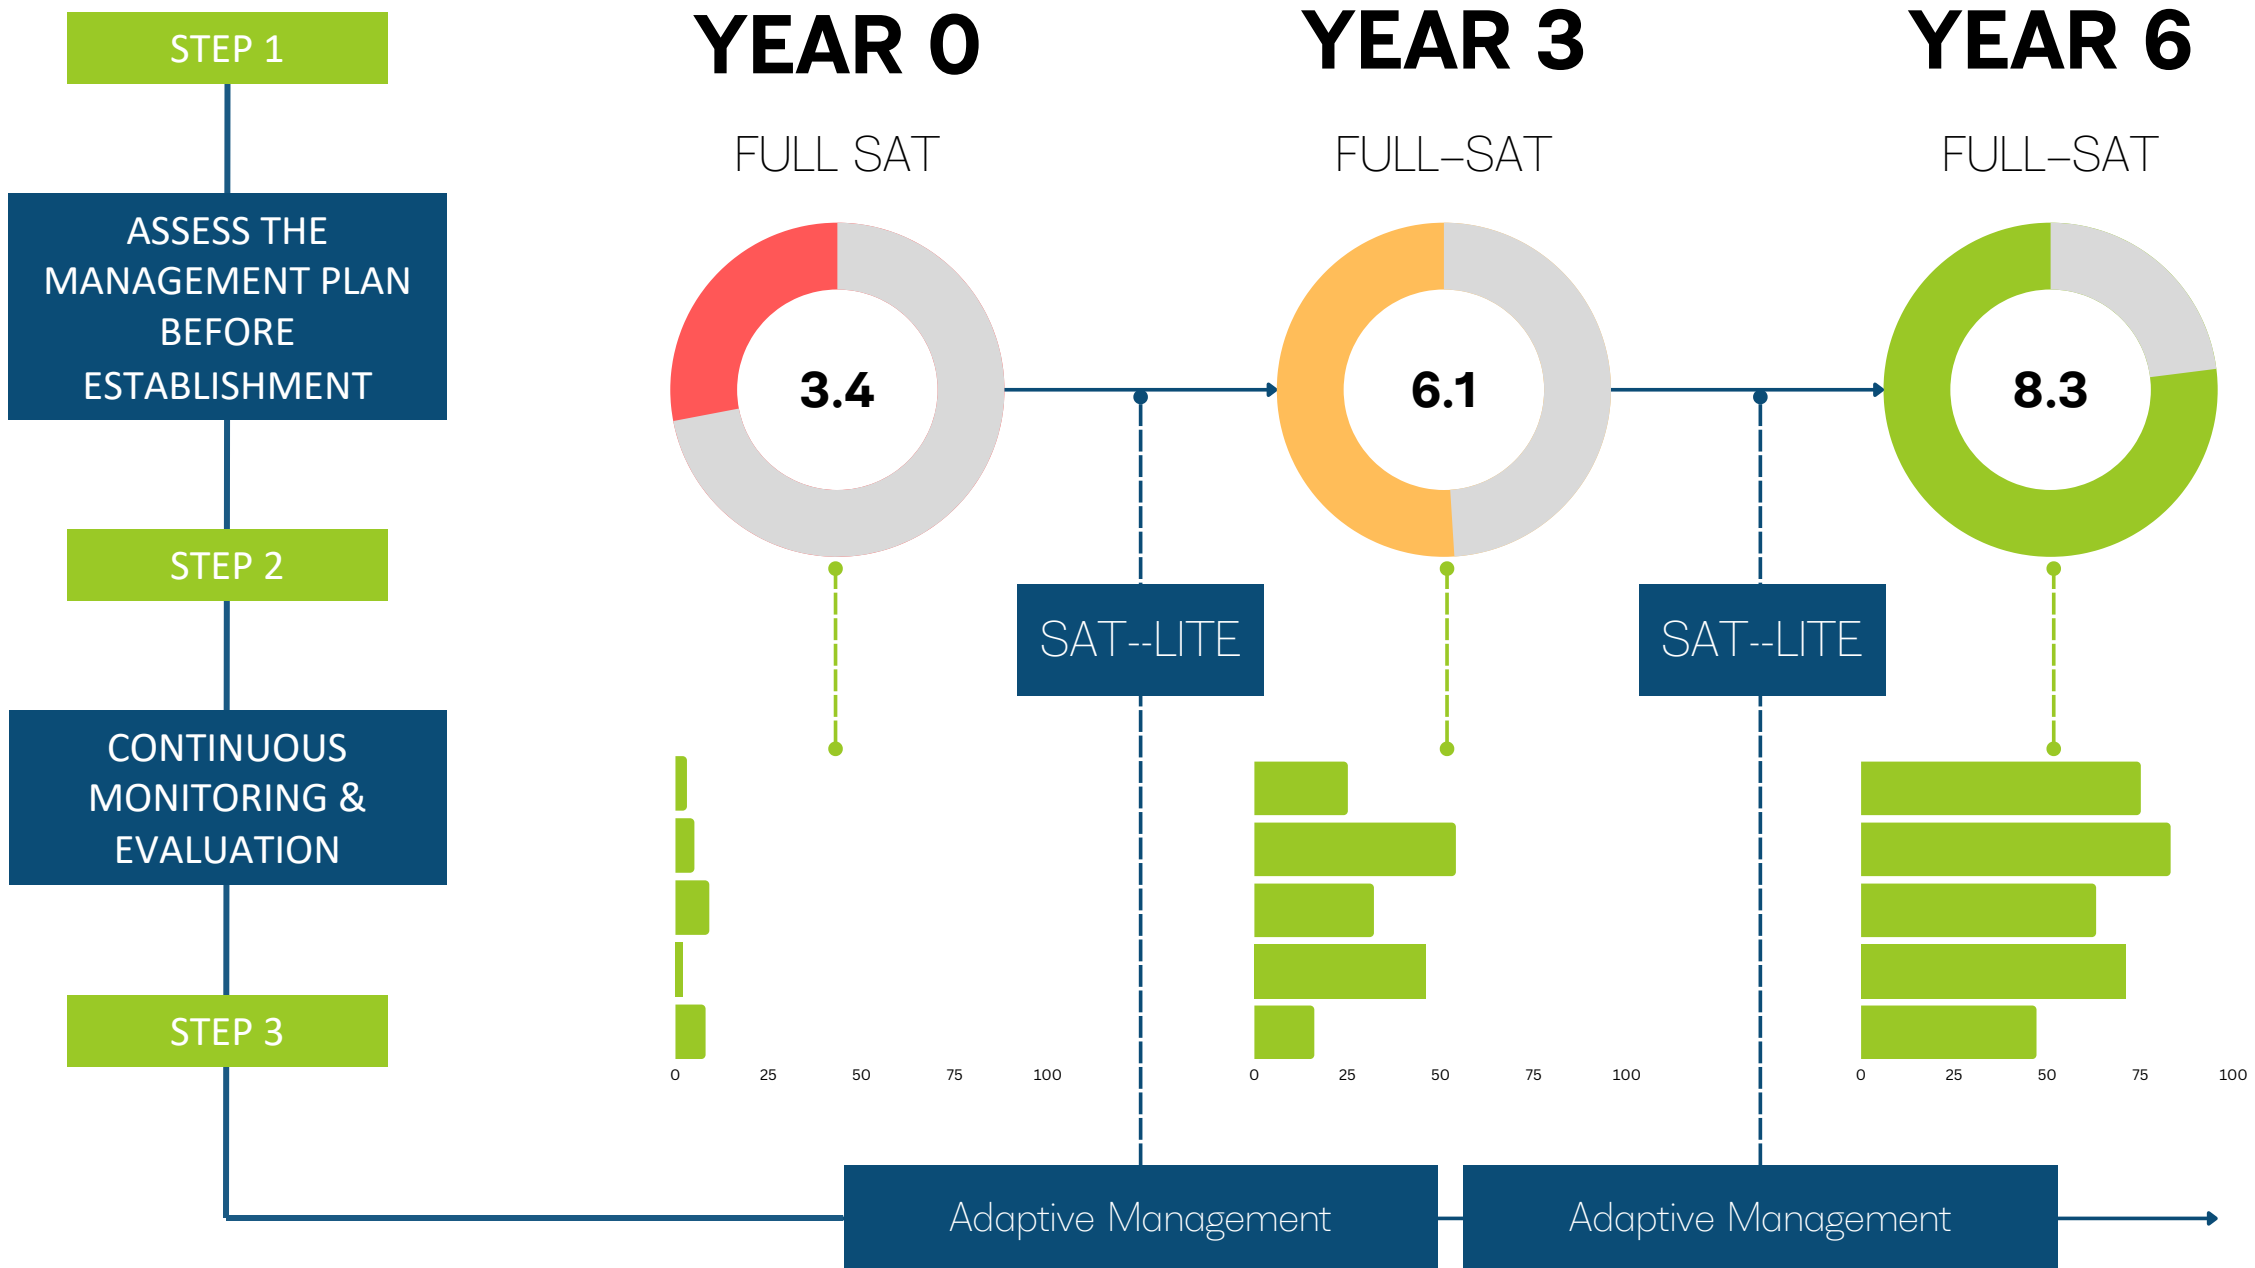 STEP 1
ASSESS THE
MANAGEMENT PLAN
BEFORE
ESTABLISHMENT
STEP 2
CONTINUOUS
MONITORING &
EVALUATION
STEP 3
YEAR 0
FULL SAT
3.4
YEAR 3
FULL–SAT
6.1
YEAR 6
FULL–SAT
8.3
SAT--LITE
SAT--LITE
0 25 50 75 100
0 25 50 75 100
0 25 50 75 100
Adaptive Management
Adaptive Management